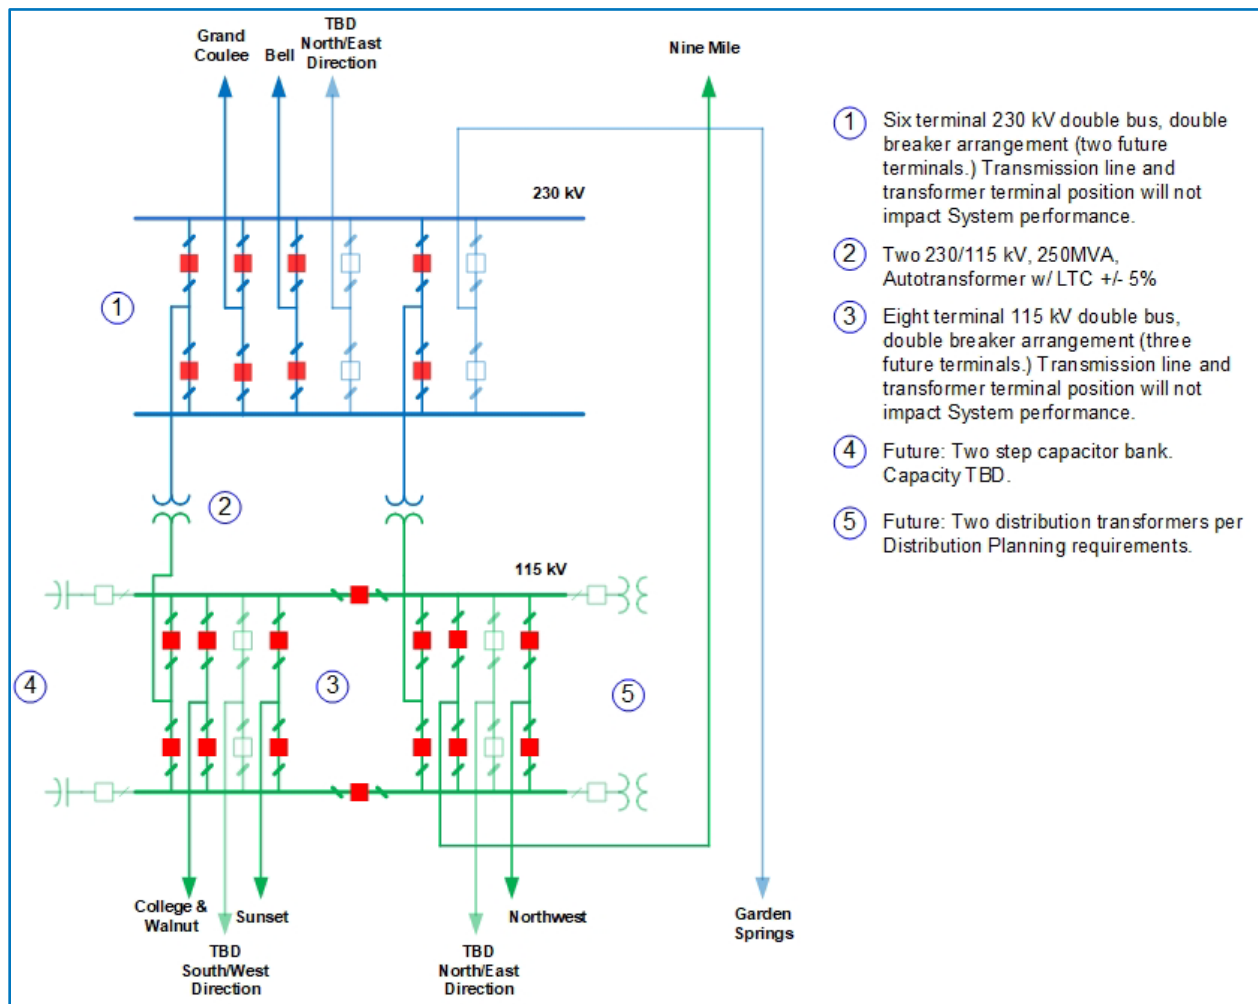 Grand
Coulee
Bell
TBD
North/East
Direction
Nine Mile
230 kV
1
2
115 kV
4
3
5
College &
Walnut
Sunset
TBD
South/West
Direction
Northwest
TBD
North/East
Direction
Garden
Springs
1
Six terminal 230 kV double bus, double
breaker arrangement (two future
terminals.) Transmission line and
transformer terminal position will not
impact System performance.
2
Two 230/115 kV, 250MVA,
Autotransformer w/ LTC +/- 5%
3
Eight terminal 115 kV double bus,
double breaker arrangement (three
future terminals.) Transmission line and
transformer terminal position will not
impact System performance.
4
Future: Two step capacitor bank.
Capacity TBD.
5
Future: Two distribution transformers per
Distribution Planning requirements.